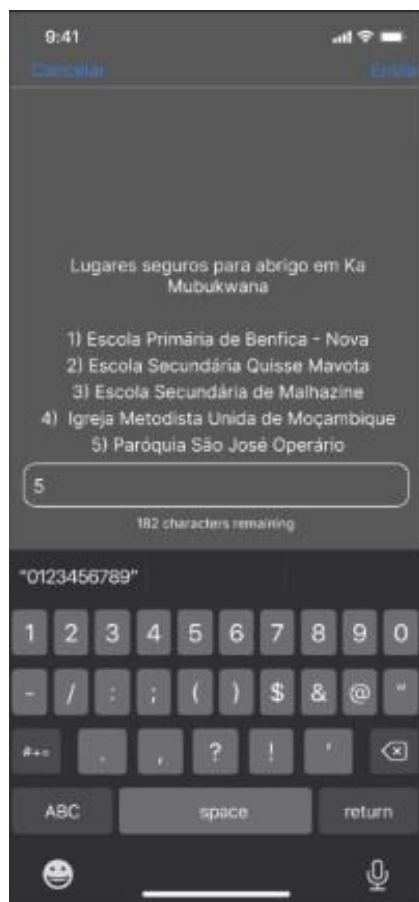 9:41
Cancelar Enviar
Lugares seguros para abrigo em Ka
Mubukwana
1) Escola Primária de Benfica - Nova
2) Escola Secundária Quisse Mavota
3) Escola Secundária de Malhazine
4) Igreja Metodista Unida de Moçambique
5) Paróquia São José Operário
5
182 characters remaining
"0123456789"
1 2 3 4 5 6 7 8 9 0
- / : ; ( ) $ & @ "
#+= . , ? ! '
ABC space return